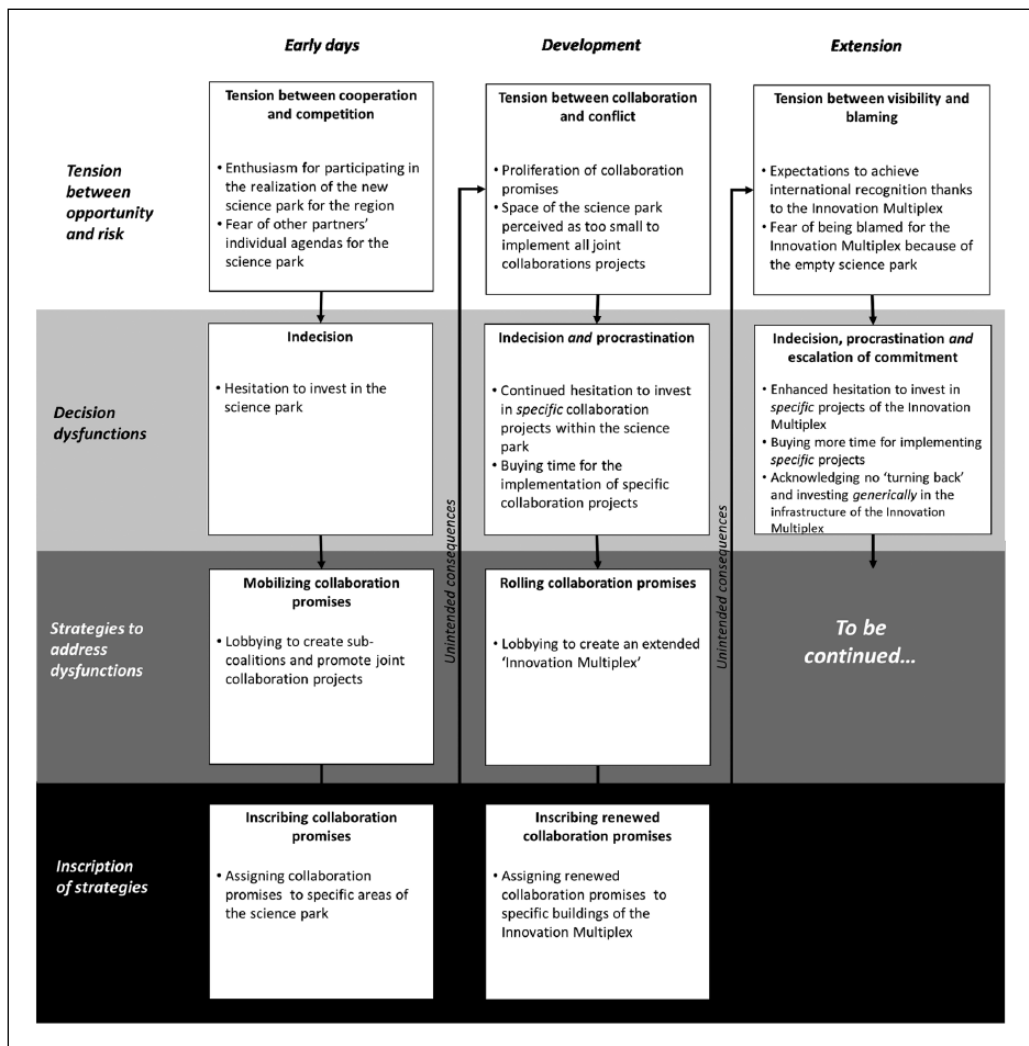 Early days
Development
Extension
Tension
between
opportunity
and risk
Tension between cooperation
and competition
• Enthusiasm for participating in
the realization of the new
science park for the region
• Fear of other partners'
individual agendas for the
science park
Tension between collaboration
and conflict
• Proliferation of collaboration
promises
• Space of the science park
perceived as too small to
implement all joint
collaborations projects
Tension between visibility and
blaming
• Expectations to achieve
international recognition thanks
to the Innovation Multiplex
• Fear of being blamed for the
Innovation Multiplex because of
the empty science park
Decision
dysfunctions
Indecision
• Hesitation to invest in the
science park
Indecision and procrastination
• Continued hesitation to invest
in specific collaboration
projects within the science
park
• Buying time for the
implementation of specific
collaboration projects
Indecision, procrastination and
escalation of commitment
• Enhanced hesitation to invest in
specific projects of the Innovation
Multiplex
• Buying more time for implementing
specific projects
• Acknowledging no 'turning back'
and investing generically in the
infrastructure of the Innovation
Multiplex
Unintended consequences
Unintended consequences
Strategies to
address
dysfunctions
Mobilizing collaboration
promises
• Lobbying to create sub-
coalitions and promote joint
collaboration projects
Rolling collaboration promises
• Lobbying to create an extended
'Innovation Multiplex'
To be
continued...
Inscription
of strategies
Inscribing collaboration
promises
• Assigning collaboration
promises to specific areas of
the science park
Inscribing renewed
collaboration promises
• Assigning renewed
collaboration promises to
specific buildings of the
Innovation Multiplex